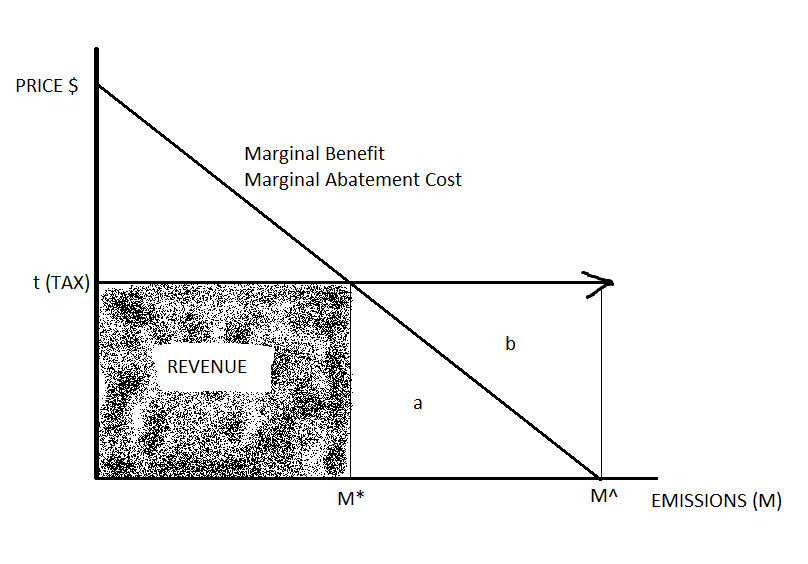 PRICE $
Marginal Benefit
Marginal Abatement Cost
t (TAX)
b
REVENUE
a
M*
M^
EMISSIONS (M)